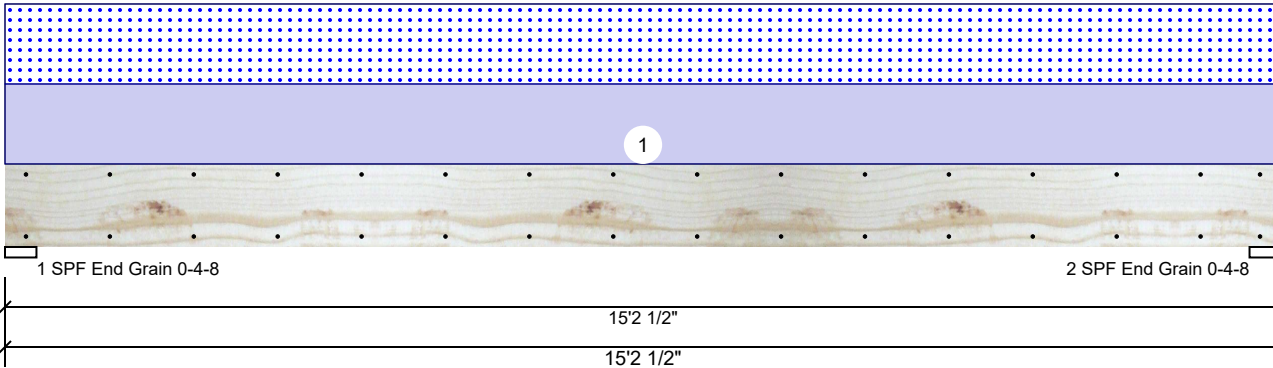 1
1 SPF End Grain 0-4-8
2 SPF End Grain 0-4-8
15'2 1/2"
15'2 1/2"